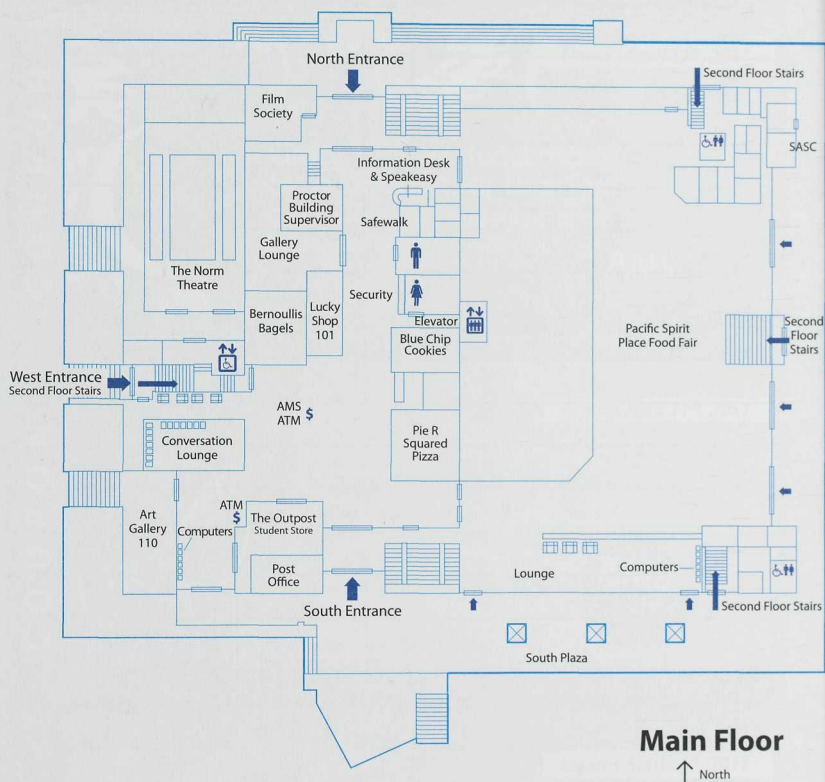 North Entrance
Second Floor Stairs
Film
Society
SASC
Information Desk
& Speakeasy
Proctor
Building
Supervisor
Safewalk
Gallery
Lounge
The Norm
Theatre
Security
Bernoullis
Bagels
Lucky
Shop
101
Elevator
Blue Chip
Cookies
Pacific Spirit
Place Food Fair
Second
Floor
Stairs
West Entrance
Second Floor Stairs
AMS
ATM $
Conversation
Lounge
Pie R
Squared
Pizza
Art
Gallery
110
ATM
$
Computers
The Outpost
Student Store
Post
Office
Lounge
Computers
South Entrance
Second Floor Stairs
South Plaza
Main Floor
North